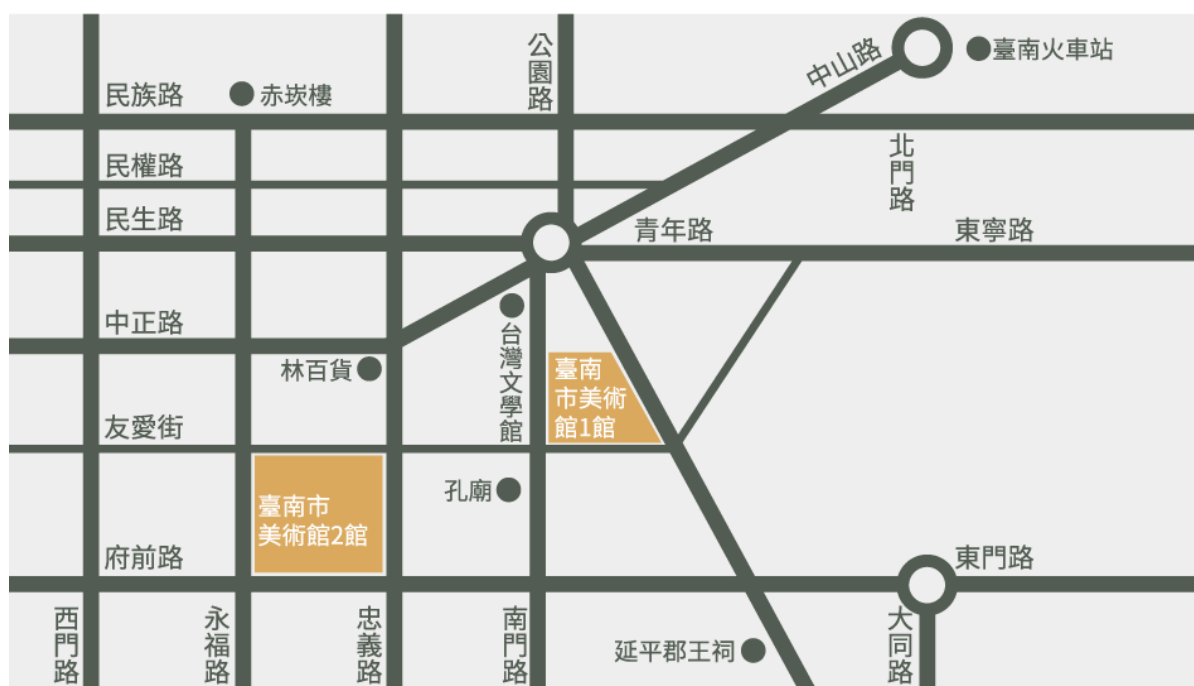 公園路
中山路
臺南火車站
民族路
赤崁樓
北門路
民權路
民生路
青年路
東寧路
中正路
台灣文學館
林百貨
臺南
市美術
館1館
友愛街
孔廟
臺南市
美術館2館
府前路
東門路
西門路
永福路
忠義路
南門路
延平郡王祠
大同路